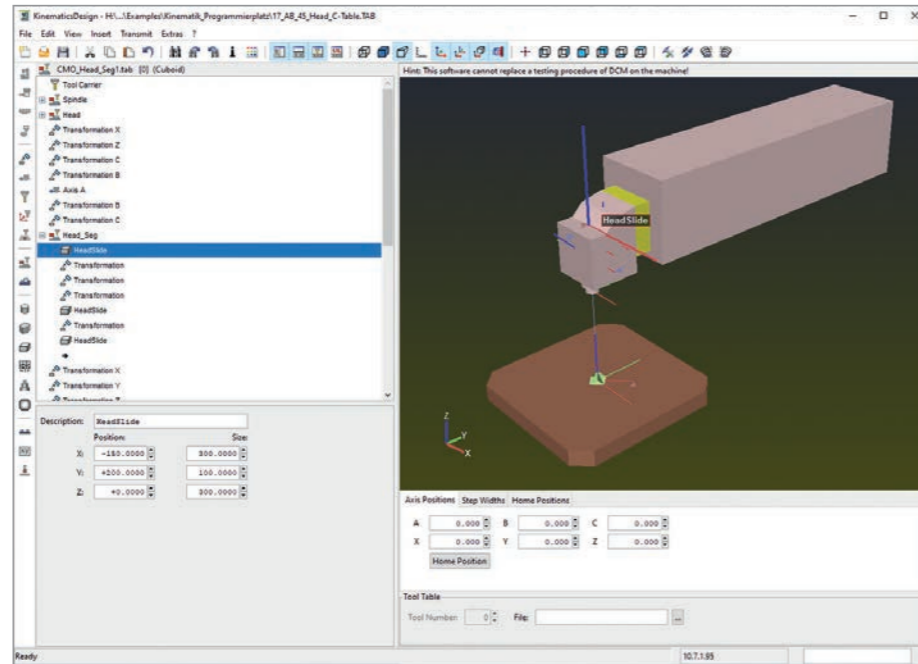 KinematicsDesign - H:\...\Examples\Kinematik_Programmierplatz\17_AB_45_Head_C-Table.TAB
File Edit View Insert Transmit Extras ?
CMO_Head_Seg1.tab [0] (Cuboid)
Tool Carrier
Spindle
Head
Transformation X
Transformation Z
Transformation C
Transformation B
Axis A
Transformation B
Transformation C
Head_Seg
HeadSlide
Transformation
Transformation
Transformation
HeadSlide
Transformation
HeadSlide
Transformation X
Transformation Y
Transformation Z
Description: HeadSlide
Position: Size:
X: -150.0000 300.0000
Y: +200.0000 100.0000
Z: +0.0000 300.0000
Hint: This software cannot replace a testing procedure of DCM on the machine!
HeadSlide
Z
Y
X
Axis Positions Step Widths Home Positions
A 0.000 B 0.000 C 0.000
X 0.000 Y 0.000 Z 0.000
Home Position
Tool Table
Tool Number: 0 File: ...
Ready 10.7.1.95